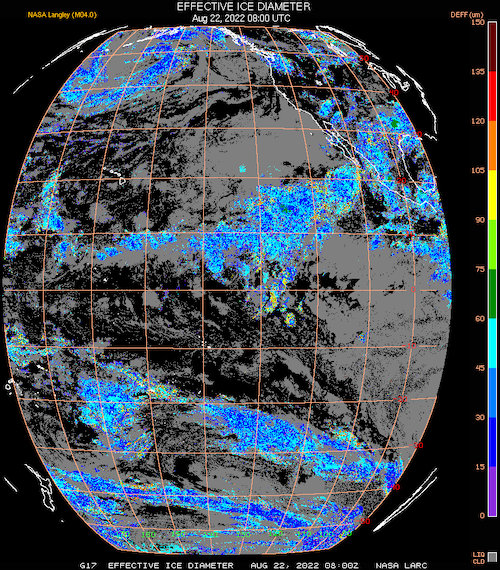 EFFECTIVE ICE DIAMETER
NASA Langley (M04.0)
Aug 22, 2022 08:00 UTC
DEFF(um)
150
135
120
105
90
75
60
45
30
15
0
LIQ
CLD
G17 EFFECTIVE ICE DIAMETER AUG 22, 2022 08:00Z NASA LARC